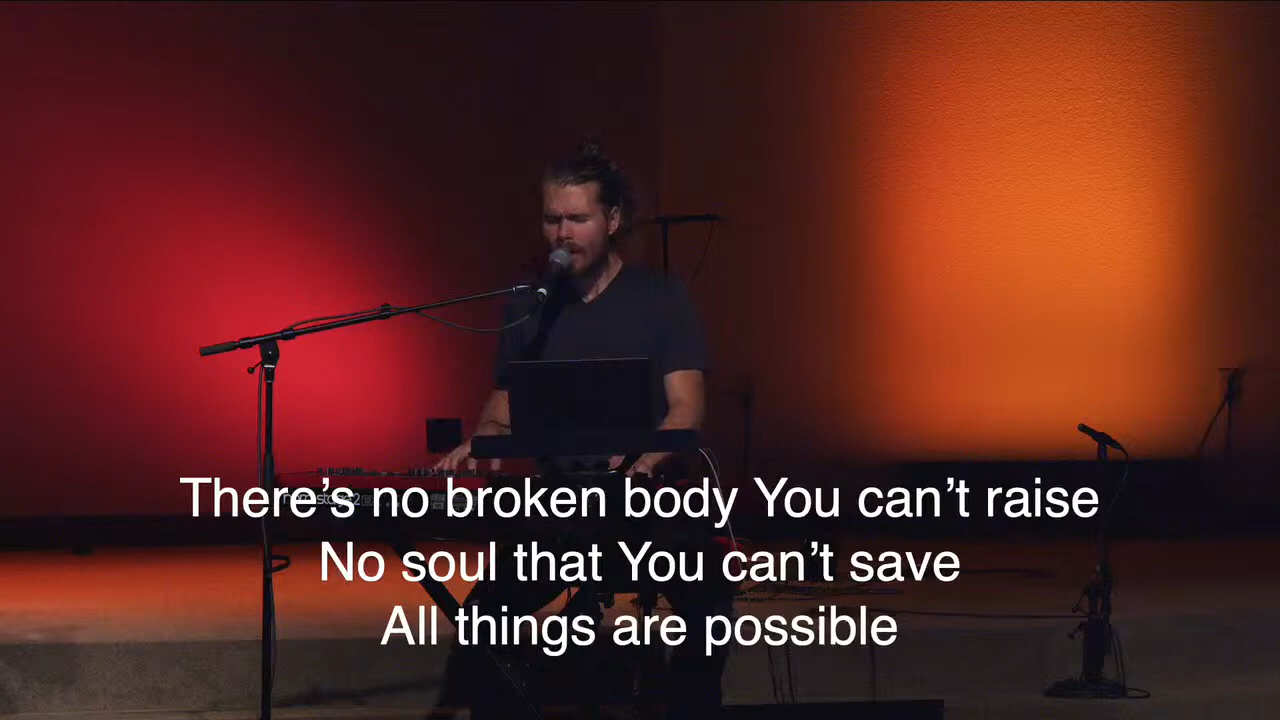 There’s no broken body You can’t raise
No soul that You can’t save
All things are possible